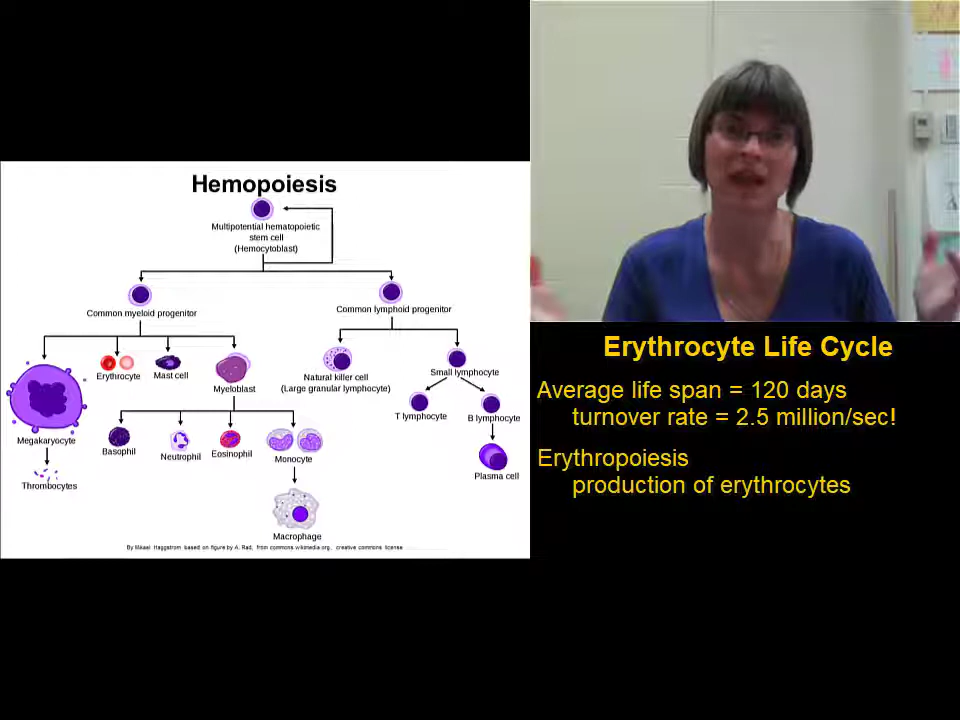 Hemopoiesis
Multipotential hematopoietic
stem cell
(Hemocytoblast)
Common myeloid progenitor
Common lymphoid progenitor
Erythrocyte
Mast cell
Myeloblast
Natural killer cell
(Large granular lymphocyte)
Small lymphocyte
T lymphocyte
B lymphocyte
Megakaryocyte
Basophil
Neutrophil
Eosinophil
Monocyte
Plasma cell
Thrombocytes
Macrophage
By Mikael Haggstrom based on figure by A. Rad, from commons.wikimedia.org, creative commons license
Erythrocyte Life Cycle
Average life span = 120 days
turnover rate = 2.5 million/sec!
Erythropoiesis
production of erythrocytes